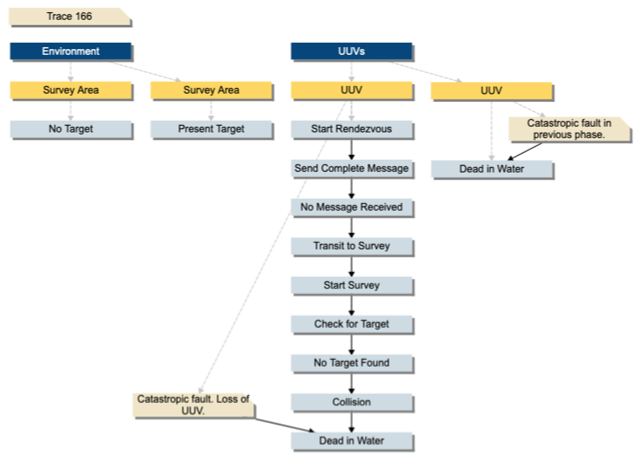 Trace 166
Environment
UUVs
Survey Area
Survey Area
UUV
UUV
No Target
Present Target
Start Rendezvous
Catastropic fault in
previous phase.
Send Complete Message
Dead in Water
No Message Received
Transit to Survey
Start Survey
Check for Target
No Target Found
Catastropic fault. Loss of
UUV.
Collision
Dead in Water